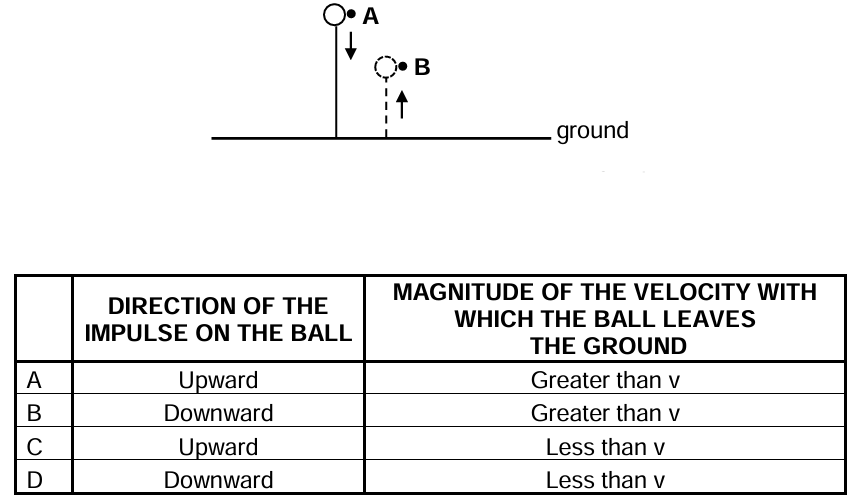 A
B
ground
DIRECTION OF THE
IMPULSE ON THE BALL
MAGNITUDE OF THE VELOCITY WITH
WHICH THE BALL LEAVES
THE GROUND
A Upward Greater than v
B Downward Greater than v
C Upward Less than v
D Downward Less than v